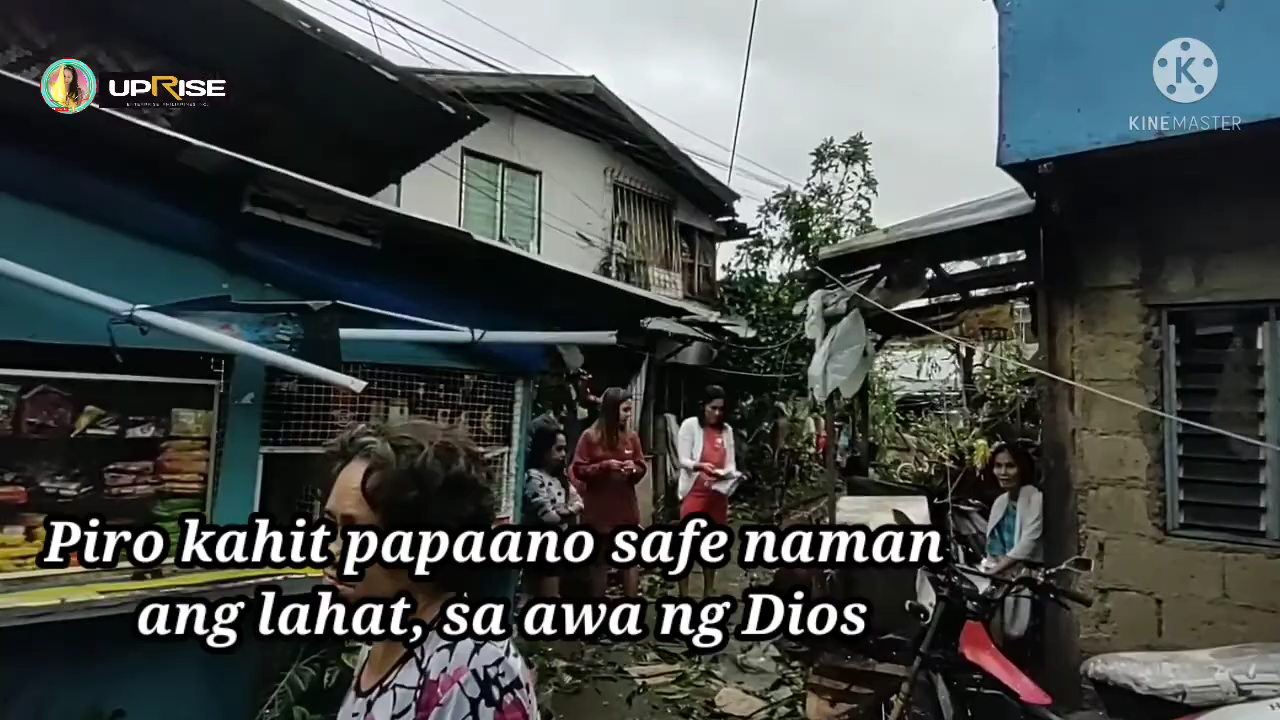 UPRISE
KINEMASTER
Piro kahit papaano safe naman
ang lahat, sa awa ng Dios